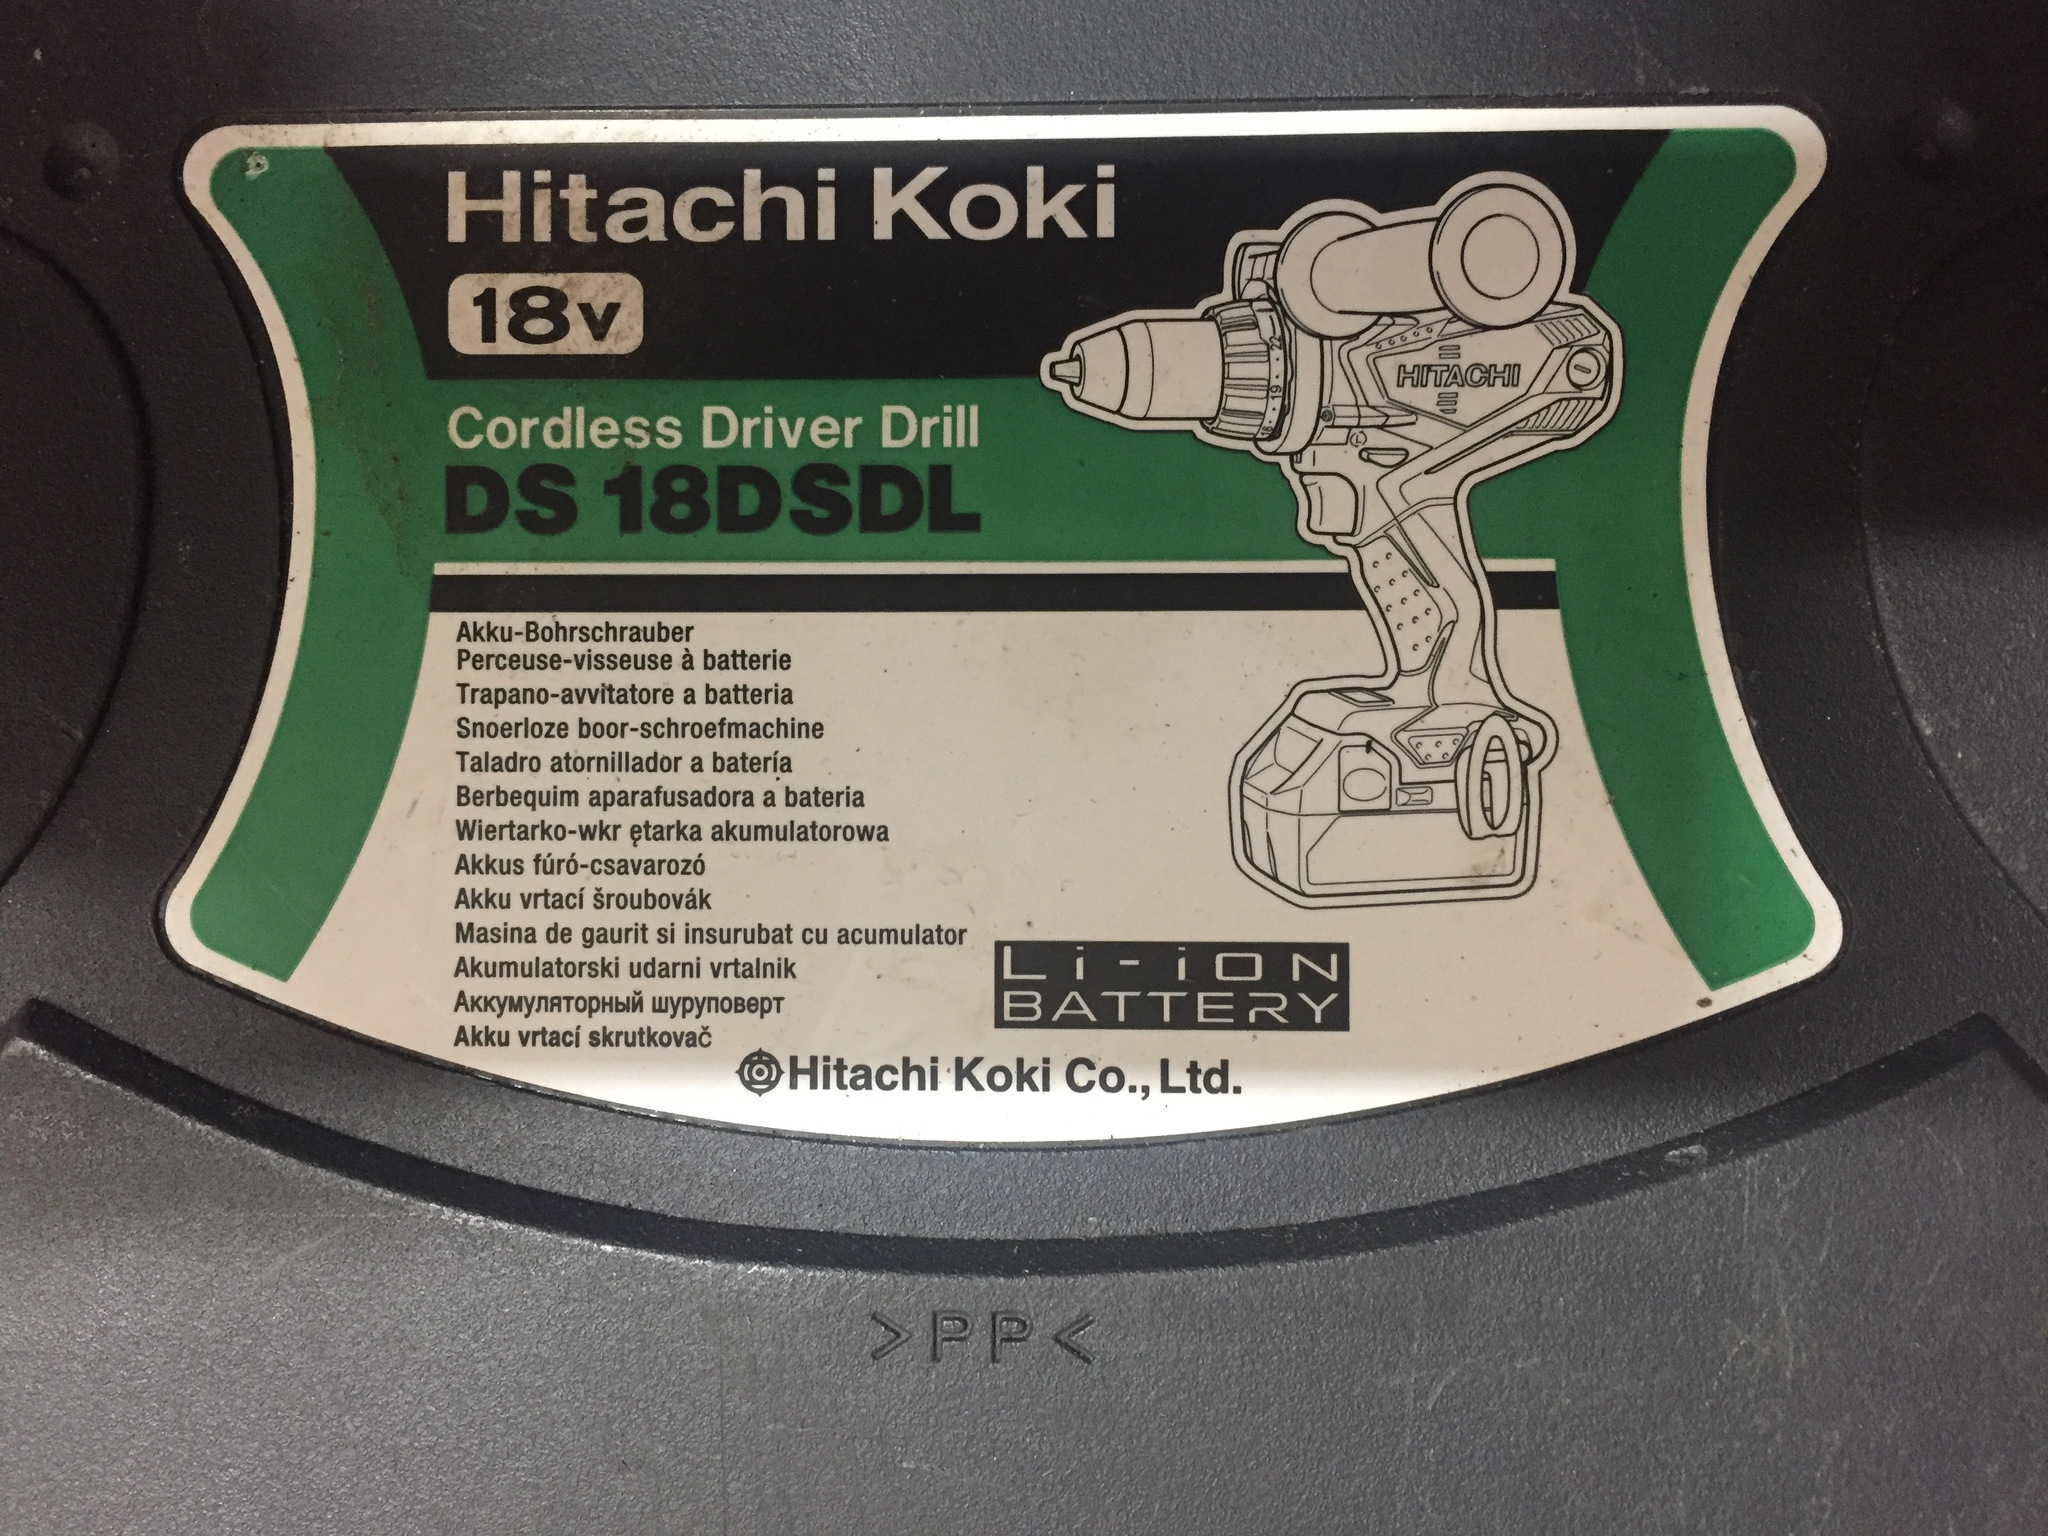 Hitachi Koki
18v
Cordless Driver Drill
DS 18DSDL
22 · 19 · 16
HITACHI
Akku-Bohrschrauber
Perceuse-visseuse à batterie
Trapano-avvitatore a batteria
Snoerloze boor-schroefmachine
Taladro atornillador a batería
Berbequim aparafusadora a bateria
Wiertarko-wkr ętarka akumulatorowa
Akkus fúró-csavarozó
Akku vrtací šroubovák
Masina de gaurit si insurubat cu acumulator
Akumulatorski udarni vrtalnik
Аккумуляторный шуруповерт
Akku vrtací skrutkovač
Li-ion
BATTERY
Hitachi Koki Co., Ltd.
>PP<